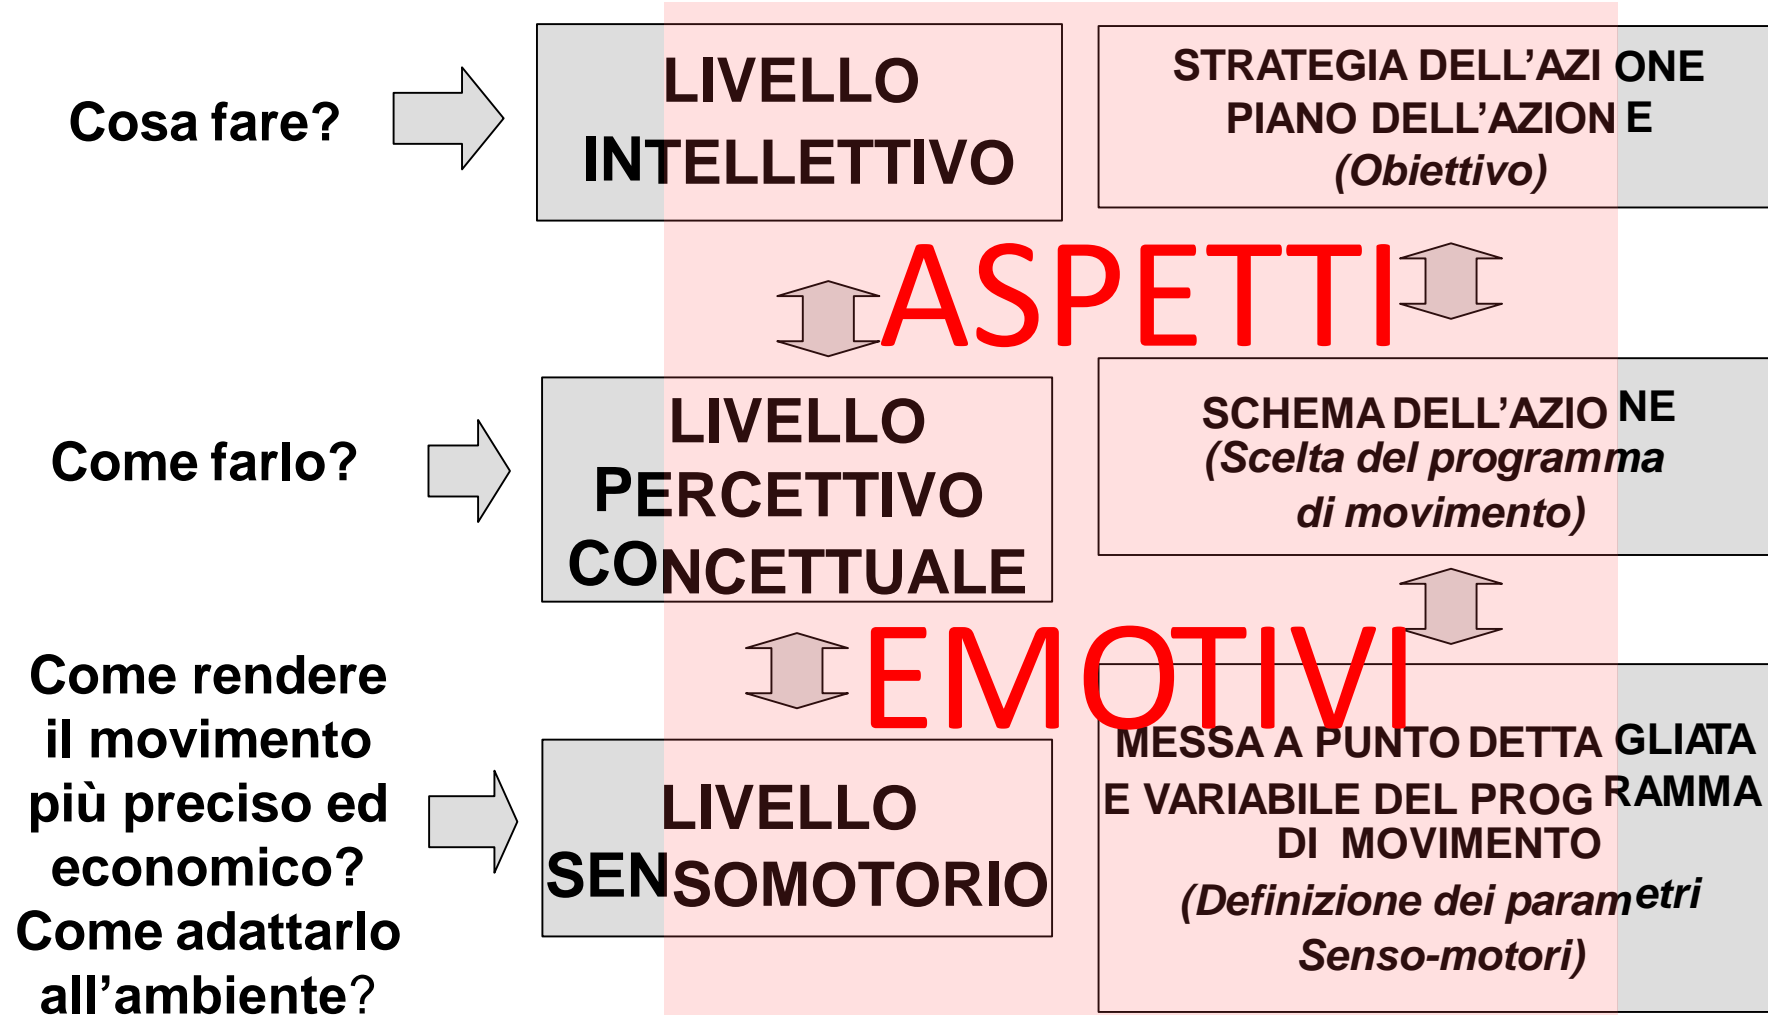 Cosa fare?
LIVELLO
INTELLETTIVO
STRATEGIA DELL’AZIONE
PIANO DELL’AZIONE
(Obiettivo)
ASPETTI
Come farlo?
LIVELLO
PERCETTIVO
CONCETTUALE
SCHEMA DELL’AZIONE
(Scelta del programma
di movimento)
EMOTIVI
Come rendere
il movimento
più preciso ed
economico?
Come adattarlo
all’ambiente?
LIVELLO
SENSOMOTORIO
MESSA A PUNTO DETTAGLIATA
E VARIABILE DEL PROGRAMMA
DI MOVIMENTO
(Definizione dei parametri
Senso-motori)